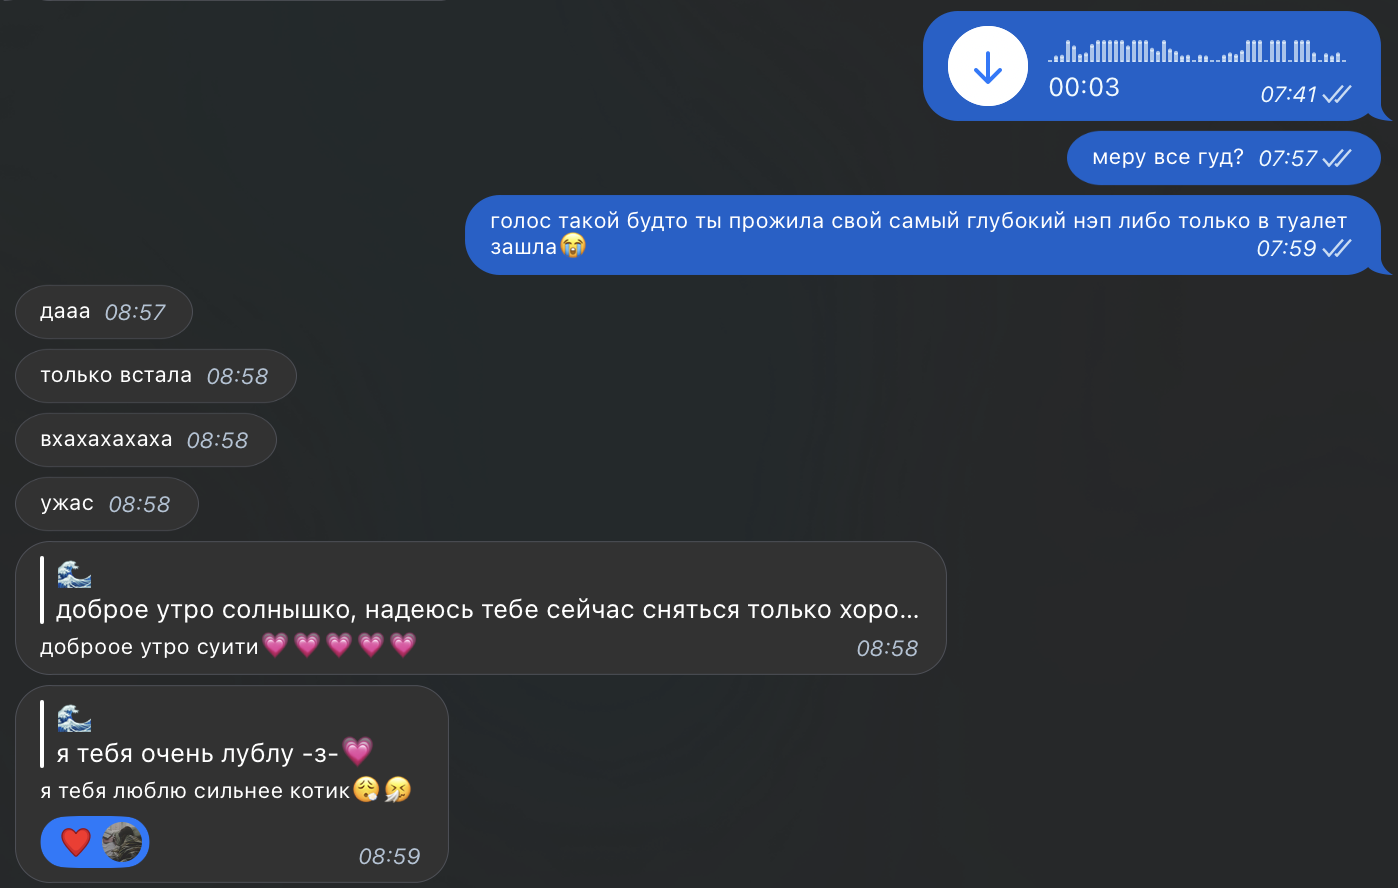 00:03
07:41
меру все гуд? 07:57
голос такой будто ты прожила свой самый глубокий нэп либо только в туалет
зашла😭 07:59
дааа 08:57
только встала 08:58
вхахахахаха 08:58
ужас 08:58
🌊
доброе утро солнышко, надеюсь тебе сейчас сняться только хоро...
доброое утро суити💗💗💗💗💗 08:58
🌊
я тебя очень лублу -з-💗
я тебя люблю сильнее котик😮‍💨🤧
❤️ 08:59